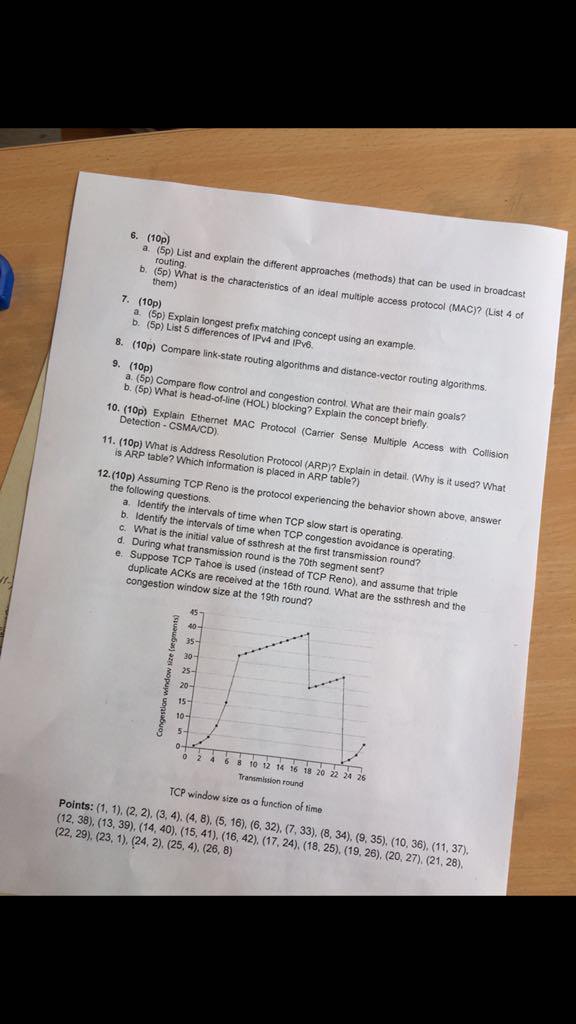 6. (10p)
a. (5p) List and explain the different approaches (methods) that can be used in broadcast
routing.
b. (5p) What is the characteristics of an ideal multiple access protocol (MAC)? (List 4 of
them)
7. (10p)
a. (5p) Explain longest prefix matching concept using an example.
b. (5p) List 5 differences of IPv4 and IPv6.
8. (10p) Compare link-state routing algorithms and distance-vector routing algorithms.
9. (10p)
a. (5p) Compare flow control and congestion control. What are their main goals?
b. (5p) What is head-of-line (HOL) blocking? Explain the concept briefly.
10. (10p) Explain Ethernet MAC Protocol (Carrier Sense Multiple Access with Collision
Detection - CSMA/CD).
11. (10p) What is Address Resolution Protocol (ARP)? Explain in detail. (Why is it used? What
is ARP table? Which information is placed in ARP table?)
12.(10p) Assuming TCP Reno is the protocol experiencing the behavior shown above, answer
the following questions.
a. Identify the intervals of time when TCP slow start is operating.
b. Identify the intervals of time when TCP congestion avoidance is operating.
c. What is the initial value of ssthresh at the first transmission round?
d. During what transmission round is the 70th segment sent?
e. Suppose TCP Tahoe is used (instead of TCP Reno), and assume that triple
duplicate ACKs are received at the 16th round. What are the ssthresh and the
congestion window size at the 19th round?
Congestion window size (segments)
45
40
35
30
25
20
15
10
5
0
0 2 4 6 8 10 12 14 16 18 20 22 24 26
Transmission round
TCP window size as a function of time
Points: (1, 1), (2, 2), (3, 4), (4, 8), (5, 16), (6, 32), (7, 33), (8, 34), (9, 35), (10, 36), (11, 37),
(12, 38), (13, 39), (14, 40), (15, 41), (16, 42), (17, 24), (18, 25), (19, 26), (20, 27), (21, 28),
(22, 29), (23, 1), (24, 2), (25, 4), (26, 8)